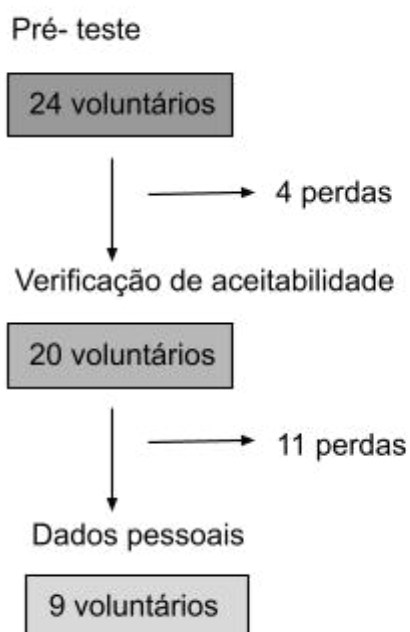 Pré- teste
24 voluntários
4 perdas
Verificação de aceitabilidade
20 voluntários
11 perdas
Dados pessoais
9 voluntários